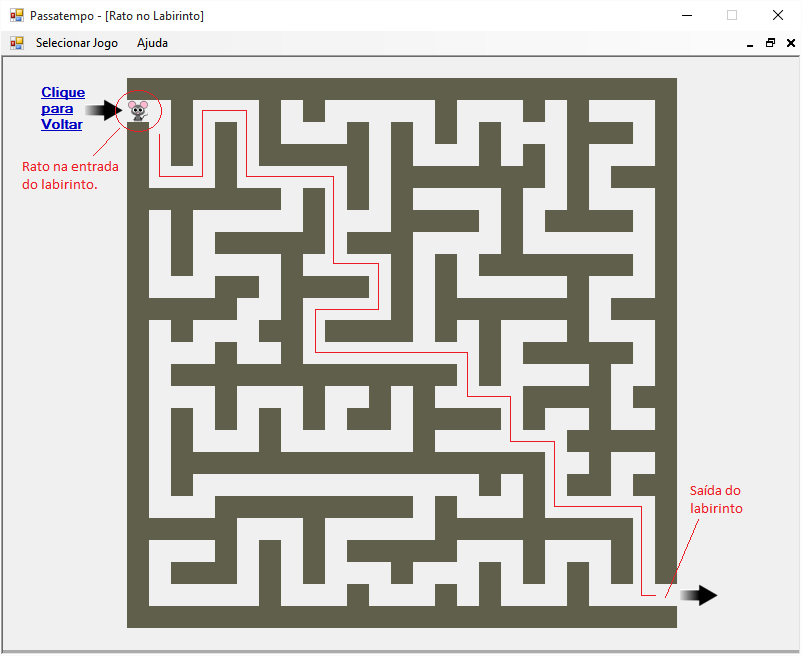 Passatempo - [Rato no Labirinto]
Selecionar Jogo Ajuda
Clique
para
Voltar
Rato na entrada
do labirinto.
Saída do
labirinto